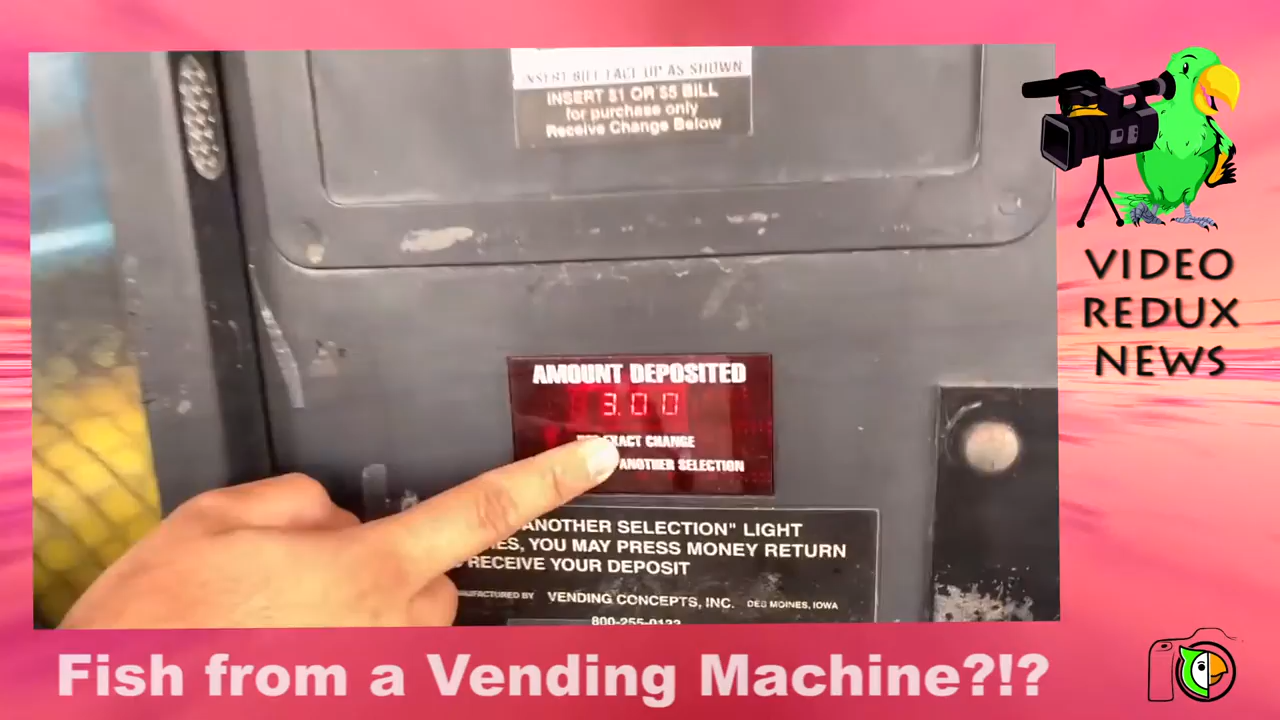 INSERT BILL FACE UP AS SHOWN
INSERT $1 OR $5 BILL
for purchase only
Receive Change Below
AMOUNT DEPOSITED
3.00
EXACT CHANGE
ANOTHER SELECTION
ANOTHER SELECTION" LIGHT
YOU MAY PRESS MONEY RETURN
RECEIVE YOUR DEPOSIT
BY VENDING CONCEPTS, INC. DES MOINES, IOWA
VIDEO
REDUX
NEWS
Fish from a Vending Machine?!?